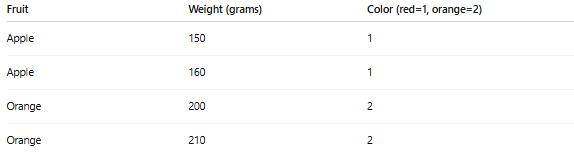 Fruit Weight (grams) Color (red=1, orange=2)
Apple 150 1
Apple 160 1
Orange 200 2
Orange 210 2